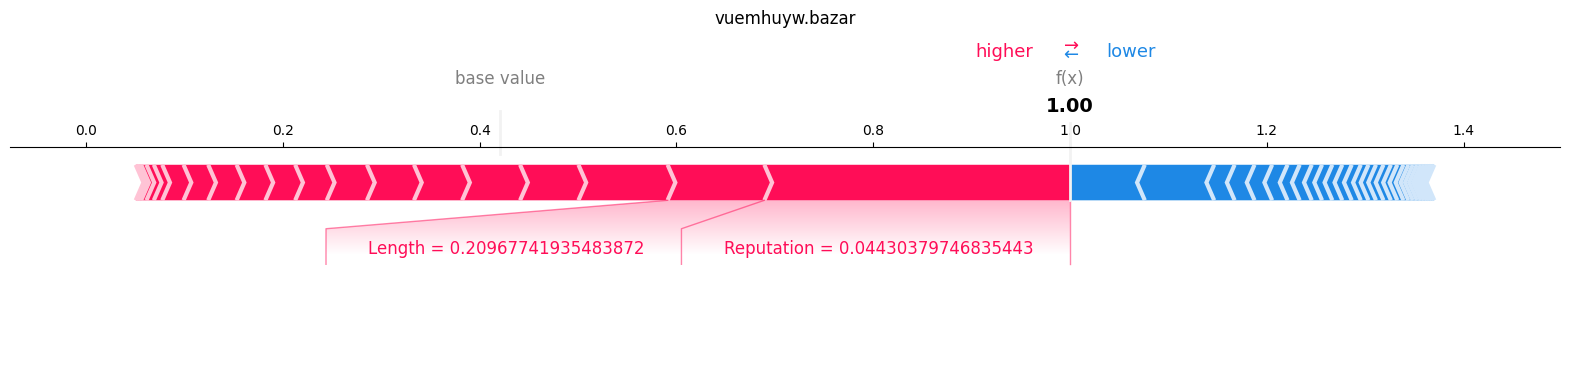 vuemhuyw.bazar
higher → ← lower
base value f(x)
1.00
0.0 0.2 0.4 0.6 0.8 1.0 1.2 1.4
Length = 0.20967741935483872 Reputation = 0.04430379746835443